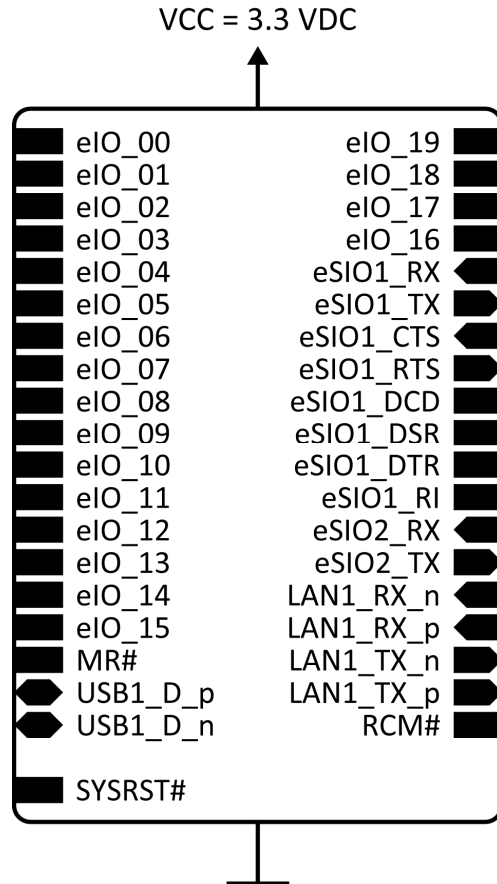 VCC = 3.3 VDC
eIO_00 eIO_19
eIO_01 eIO_18
eIO_02 eIO_17
eIO_03 eIO_16
eIO_04 eSIO1_RX
eIO_05 eSIO1_TX
eIO_06 eSIO1_CTS
eIO_07 eSIO1_RTS
eIO_08 eSIO1_DCD
eIO_09 eSIO1_DSR
eIO_10 eSIO1_DTR
eIO_11 eSIO1_RI
eIO_12 eSIO2_RX
eIO_13 eSIO2_TX
eIO_14 LAN1_RX_n
eIO_15 LAN1_RX_p
MR# LAN1_TX_n
USB1_D_p LAN1_TX_p
USB1_D_n RCM#
SYSRST#